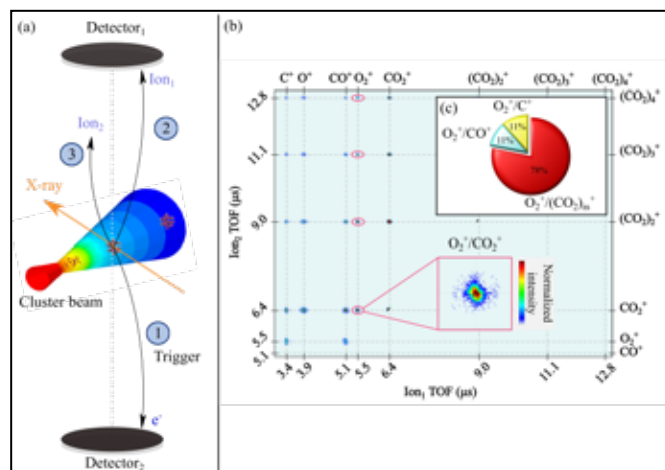 (a)
Detector₁
Ion₁
Ion₂
2
3
X-ray
Cluster beam
1
Trigger
e⁻
Detector₂
(b)
C⁺ O⁺ CO⁺ O₂⁺ CO₂⁺ (CO₂)₂⁺ (CO₂)₃⁺ (CO₂)₄⁺
12.8 (CO₂)₄⁺
11.1 (CO₂)₃⁺
9.0 (CO₂)₂⁺
6.4 CO₂⁺
5.5 O₂⁺
5.1 CO⁺
Ion₂ TOF (μs)
(c)
O₂⁺/C⁺
11%
O₂⁺/CO⁺
11%
78%
O₂⁺/(CO₂)ₘ⁺
O₂⁺/CO₂⁺
Normalized
intensity
3.4 3.9 5.1 5.5 6.4 9.0 11.1 12.8
Ion₁ TOF (μs)